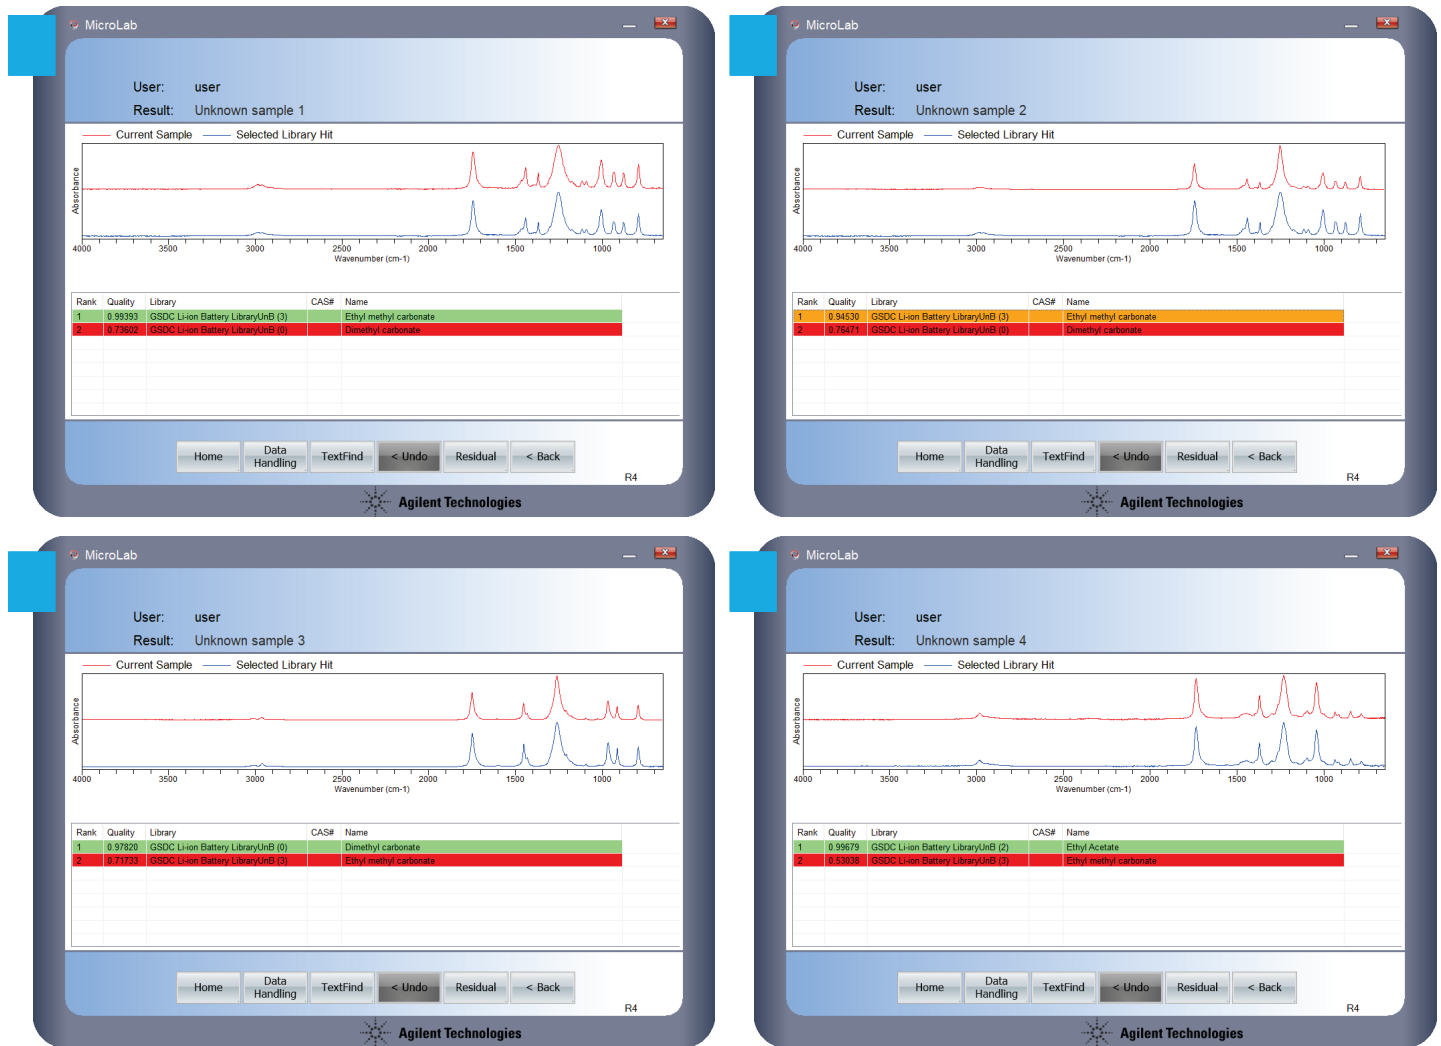 MicroLab
User: user
Result: Unknown sample 1
Current Sample Selected Library Hit
Absorbance
4000 3500 3000 2500 2000 1500 1000
Wavenumber (cm-1)
Rank Quality Library CAS# Name
1 0.99393 GSDC Li-ion Battery LibraryUnB (3) Ethyl methyl carbonate
2 0.73602 GSDC Li-ion Battery LibraryUnB (0) Dimethyl carbonate
Home Data Handling TextFind < Undo Residual < Back
R4
Agilent Technologies
MicroLab
User: user
Result: Unknown sample 2
Current Sample Selected Library Hit
Absorbance
4000 3500 3000 2500 2000 1500 1000
Wavenumber (cm-1)
Rank Quality Library CAS# Name
1 0.94530 GSDC Li-ion Battery LibraryUnB (3) Ethyl methyl carbonate
2 0.76471 GSDC Li-ion Battery LibraryUnB (0) Dimethyl carbonate
Home Data Handling TextFind < Undo Residual < Back
R4
Agilent Technologies
MicroLab
User: user
Result: Unknown sample 3
Current Sample Selected Library Hit
Absorbance
4000 3500 3000 2500 2000 1500 1000
Wavenumber (cm-1)
Rank Quality Library CAS# Name
1 0.97820 GSDC Li-ion Battery LibraryUnB (0) Dimethyl carbonate
2 0.71733 GSDC Li-ion Battery LibraryUnB (3) Ethyl methyl carbonate
Home Data Handling TextFind < Undo Residual < Back
R4
Agilent Technologies
MicroLab
User: user
Result: Unknown sample 4
Current Sample Selected Library Hit
Absorbance
4000 3500 3000 2500 2000 1500 1000
Wavenumber (cm-1)
Rank Quality Library CAS# Name
1 0.99679 GSDC Li-ion Battery LibraryUnB (2) Ethyl Acetate
2 0.53038 GSDC Li-ion Battery LibraryUnB (3) Ethyl methyl carbonate
Home Data Handling TextFind < Undo Residual < Back
R4
Agilent Technologies